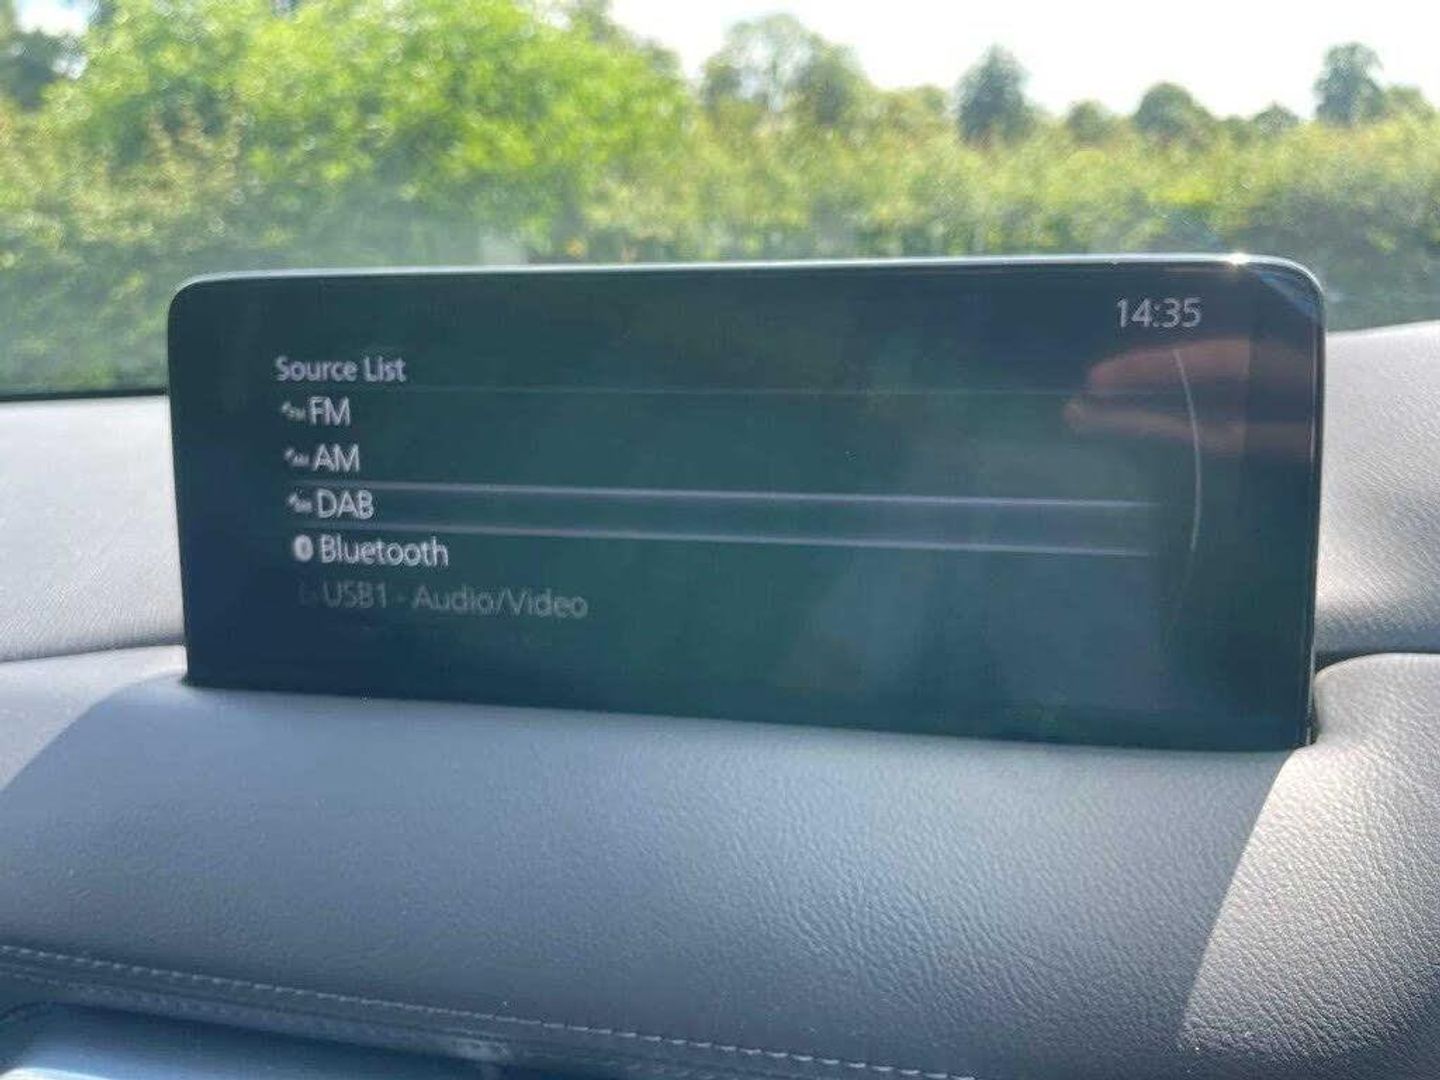 14:35
Source List
FM
AM
DAB
Bluetooth
USB1 - Audio/Video